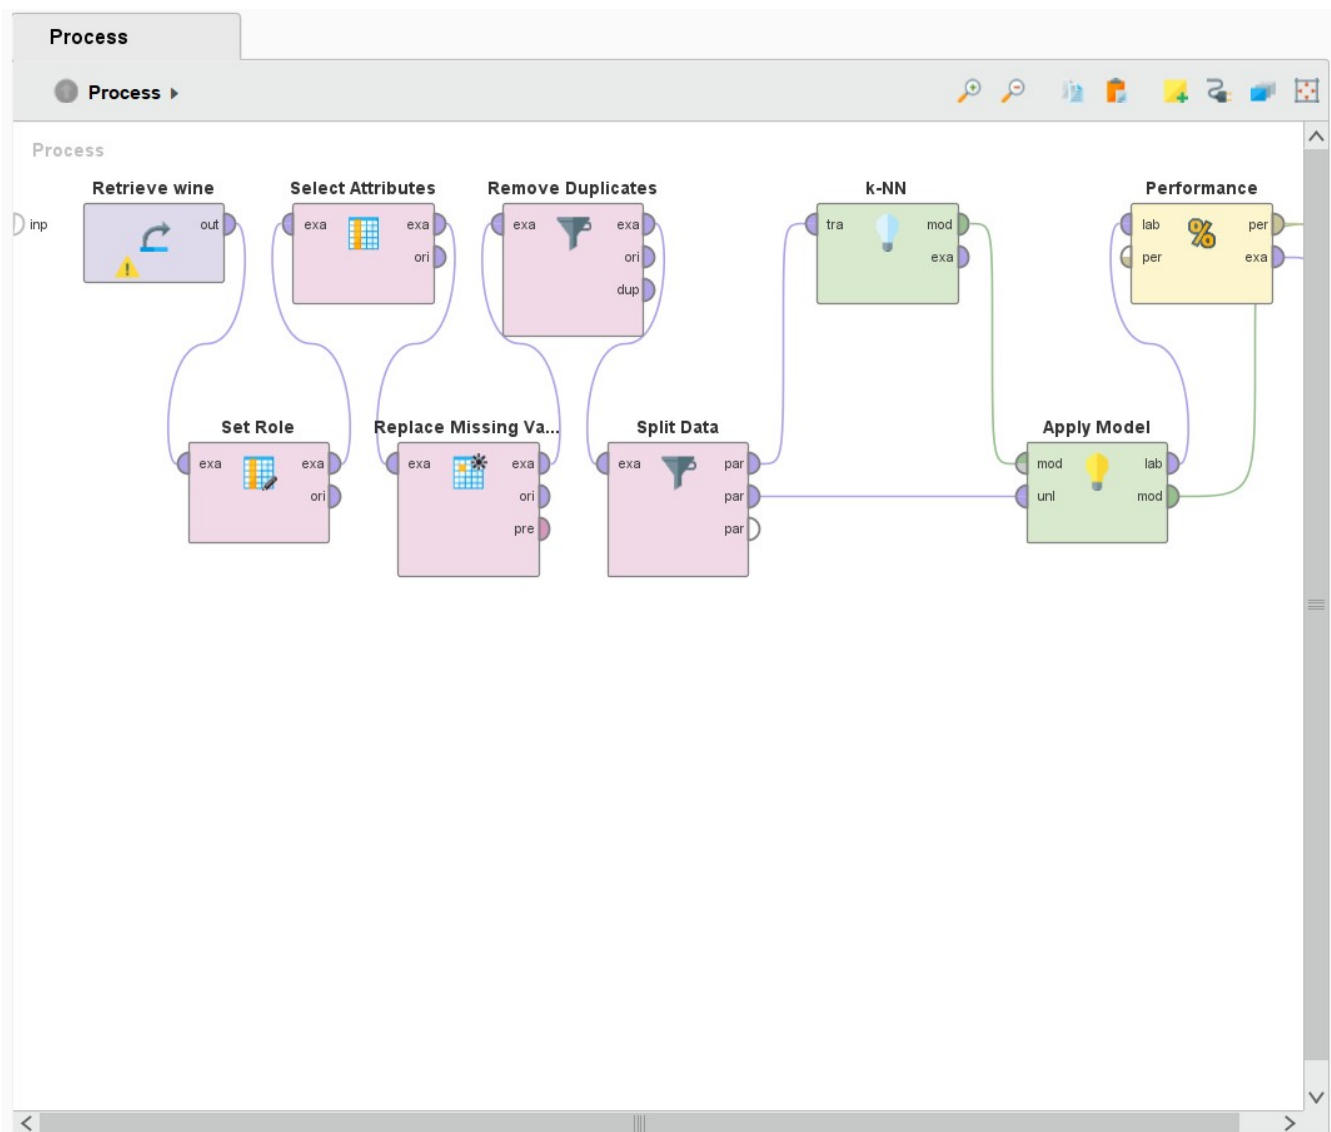 Process
Process
Process
inp
Retrieve wine
out
Select Attributes
exa exa
ori
Remove Duplicates
exa exa
ori
dup
k-NN
tra mod
exa
Performance
% 
lab per
per exa
Set Role
exa exa
ori
Replace Missing Va...
exa exa
ori
pre
Split Data
exa par
par
par
Apply Model
mod lab
unl mod